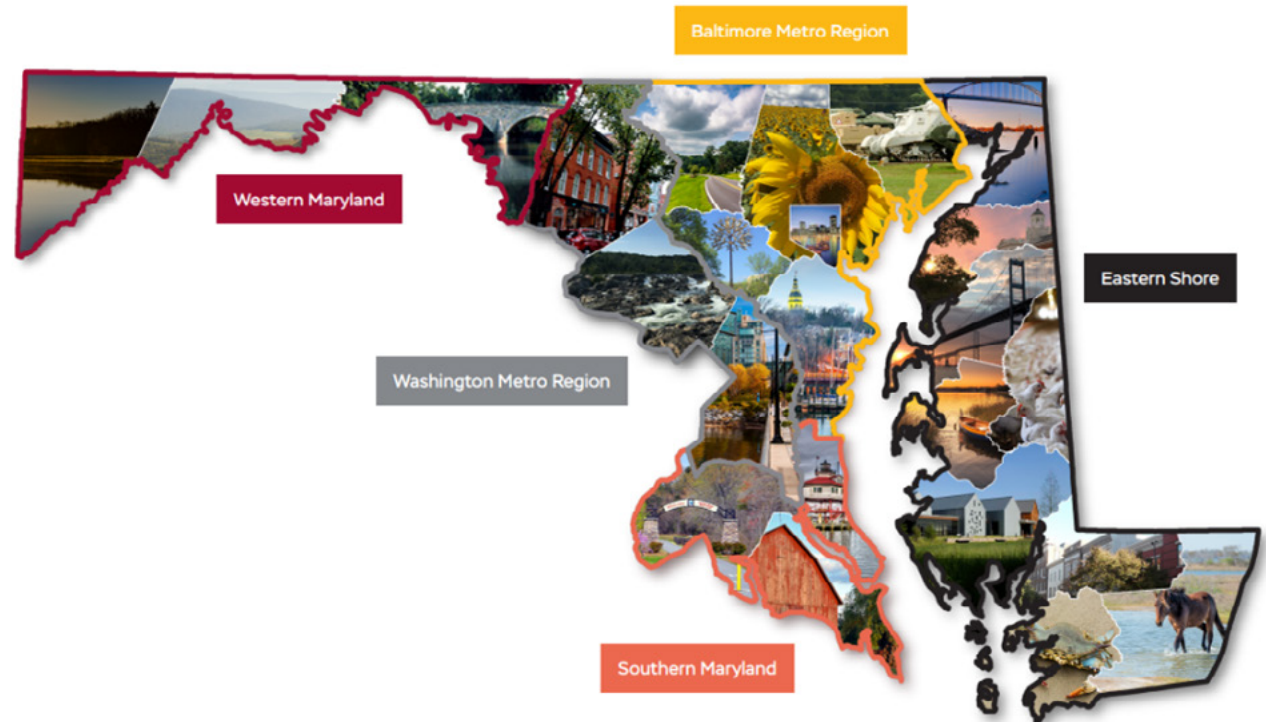 Baltimore Metro Region
Western Maryland
Eastern Shore
Washington Metro Region
Southern Maryland